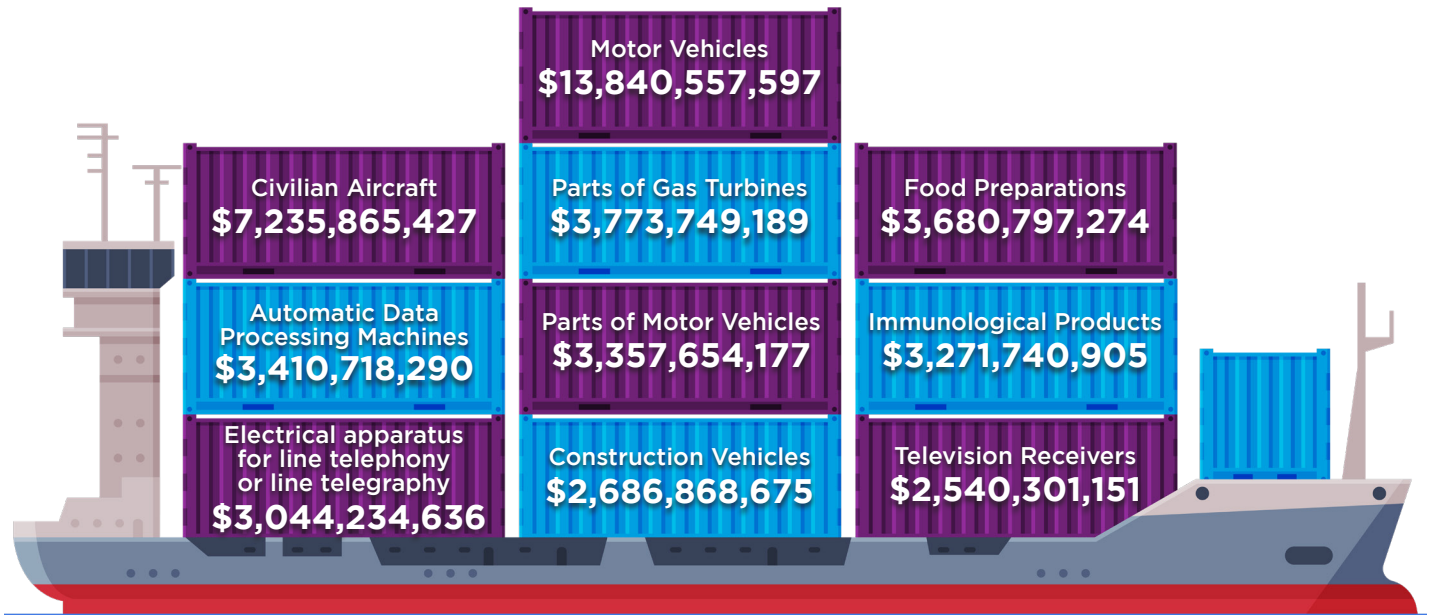 Motor Vehicles
$13,840,557,597
Civilian Aircraft
$7,235,865,427
Parts of Gas Turbines
$3,773,749,189
Food Preparations
$3,680,797,274
Automatic Data
Processing Machines
$3,410,718,290
Parts of Motor Vehicles
$3,357,654,177
Immunological Products
$3,271,740,905
Electrical apparatus
for line telephony
or line telegraphy
$3,044,234,636
Construction Vehicles
$2,686,868,675
Television Receivers
$2,540,301,151